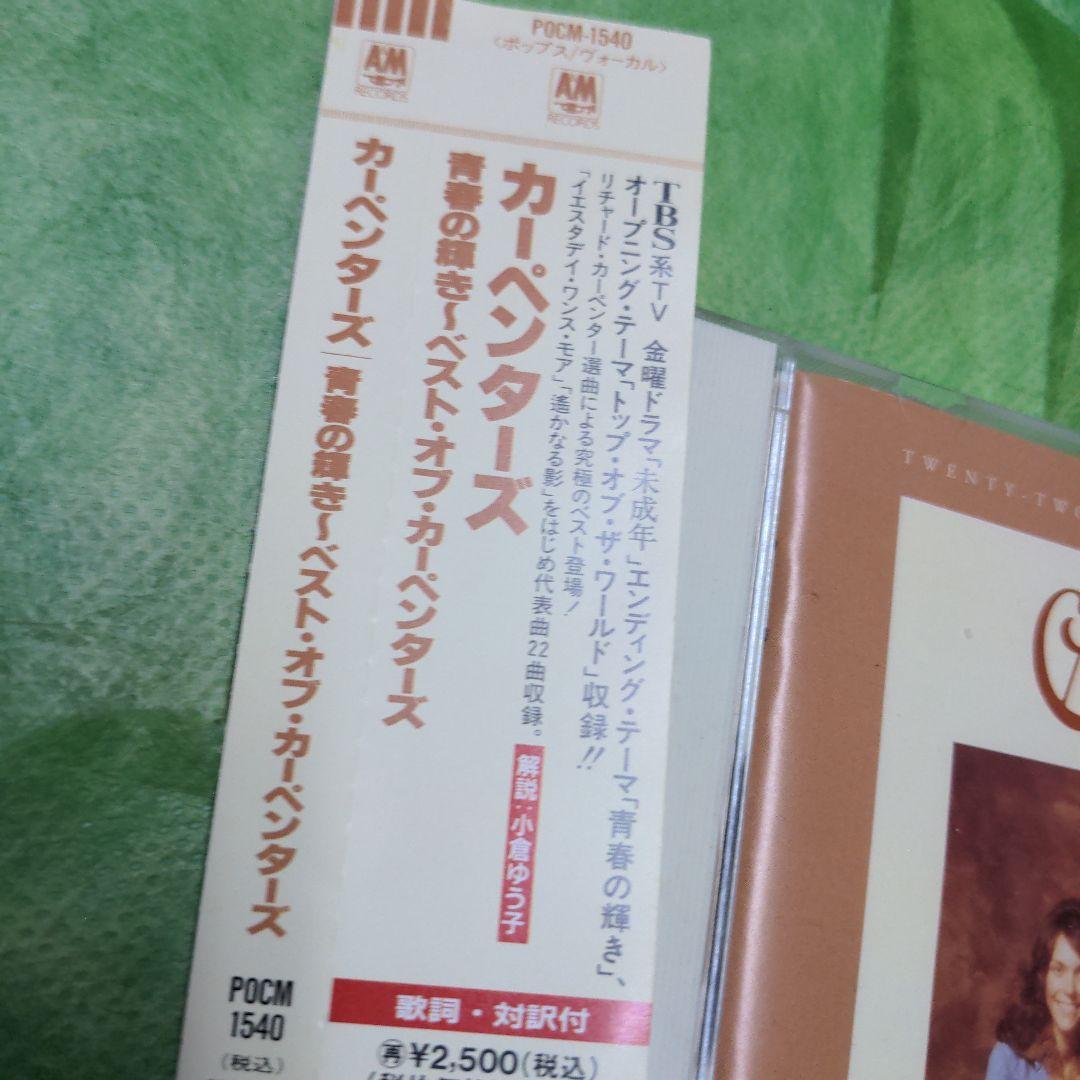 POCM-1540
〈ポップス/ヴォーカル〉
A&M
RECORDS
A&M
RECORDS
TBS系TV 金曜ドラマ「未成年」エンディング・テーマ「青春の輝き」、
オープニング・テーマ「トップ・オブ・ザ・ワールド」収録!!
リチャード・カーペンター選曲による究極のベスト登場!
「イエスタデイ・ワンス・モア」「遙かなる影」をはじめ代表曲22曲収録。
解説:小倉ゆう子
カーペンターズ
青春の輝き〜ベスト・オブ・カーペンターズ
カーペンターズ|青春の輝き〜ベスト・オブ・カーペンターズ
POCM
1540
(税込)
歌詞・対訳付
再¥2,500(税込)
TWENTY-TWO